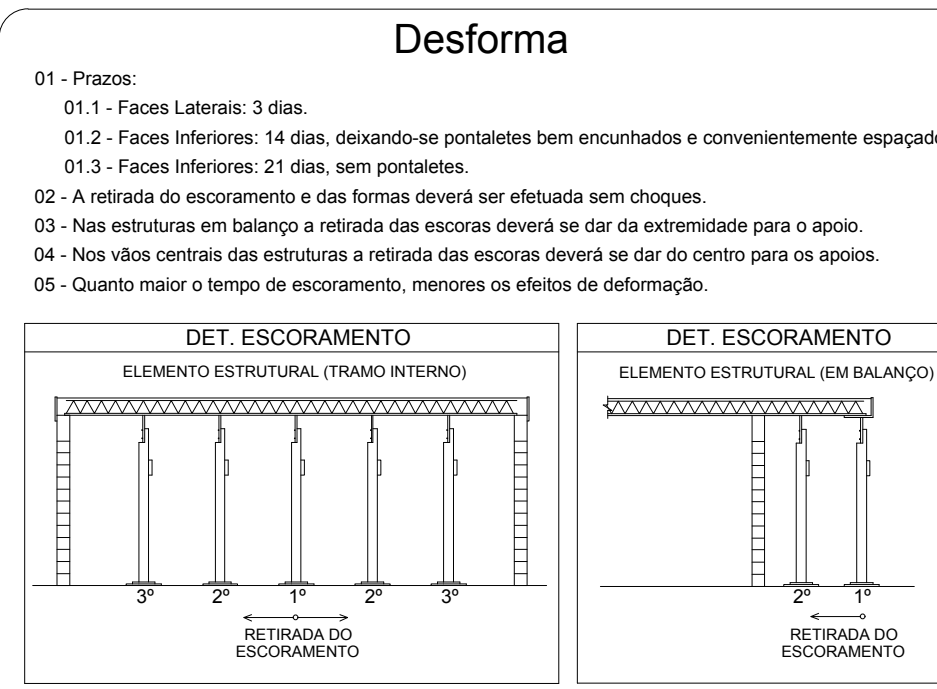 Desforma
01 - Prazos:
01.1 - Faces Laterais: 3 dias.
01.2 - Faces Inferiores: 14 dias, deixando-se pontaletes bem encunhados e convenientemente
01.3 - Faces Inferiores: 21 dias, sem pontaletes.
02 - A retirada do escoramento e das formas deverá ser efetuada sem choques.
03 - Nas estruturas em balanço a retirada das escoras deverá se dar da extremidade para o apoio.
04 - Nos vãos centrais das estruturas a retirada das escoras deverá se dar do centro para os apoios.
05 - Quanto maior o tempo de escoramento, menores os efeitos de deformação.
DET. ESCORAMENTO
ELEMENTO ESTRUTURAL (TRAMO INTERNO)
3º 2º 1º 2º 3º
RETIRADA DO
ESCORAMENTO
DET. ESCORAMENTO
ELEMENTO ESTRUTURAL (EM BALANÇO)
2º 1º
RETIRADA DO
ESCORAMENTO